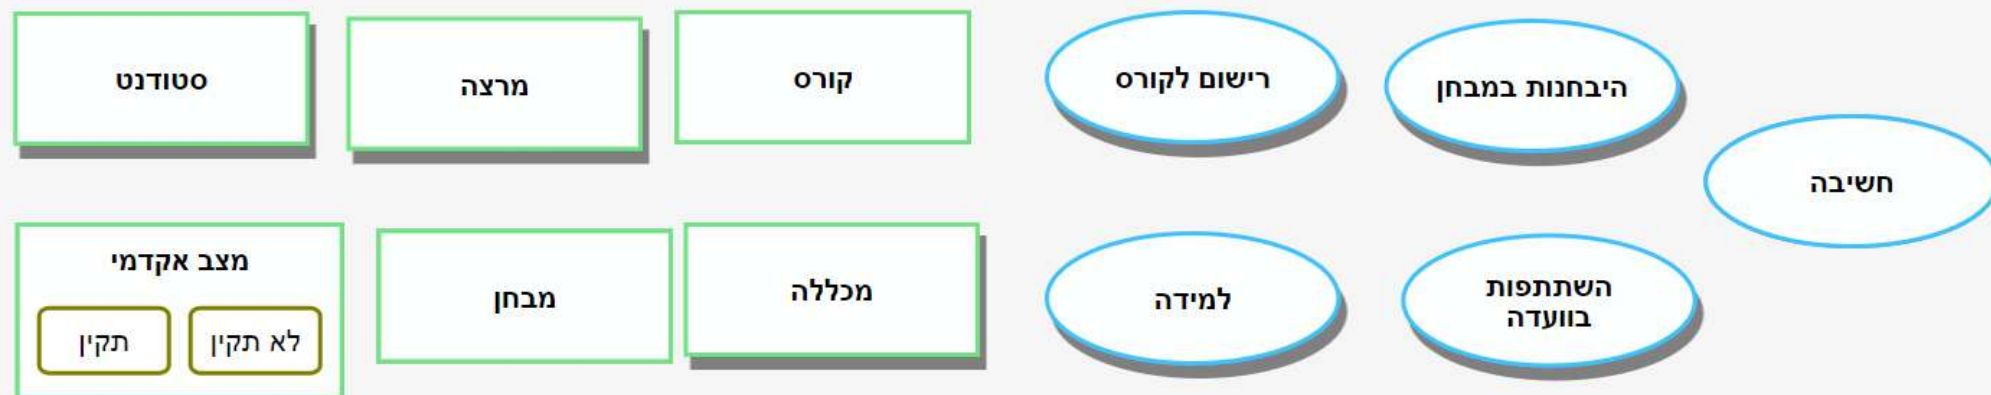 סטודנט
מרצה
קורס
רישום לקורס
היבחנות במבחן
חשיבה
מצב אקדמי
תקין
לא תקין
מבחן
מכללה
למידה
השתתפות
בוועדה